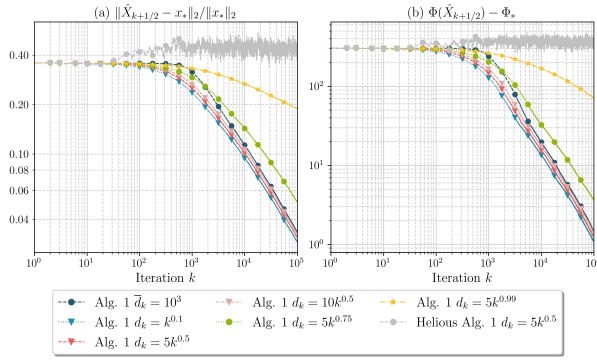 (a) ∥X̂_{k+1/2} − x_*∥_2/∥x_*∥_2
(b) Φ(X̂_{k+1/2}) − Φ_*
0.40
0.20
0.10
0.08
0.06
0.04
10^0 10^1 10^2 10^3 10^4 10^5
Iteration k
10^2
10^1
10^0
10^0 10^1 10^2 10^3 10^4 10^5
Iteration k
Alg. 1 d̄_k = 10^3
Alg. 1 d_k = k^{0.1}
Alg. 1 d_k = 5k^{0.5}
Alg. 1 d_k = 10k^{0.5}
Alg. 1 d_k = 5k^{0.75}
Alg. 1 d_k = 5k^{0.99}
Helious Alg. 1 d_k = 5k^{0.5}